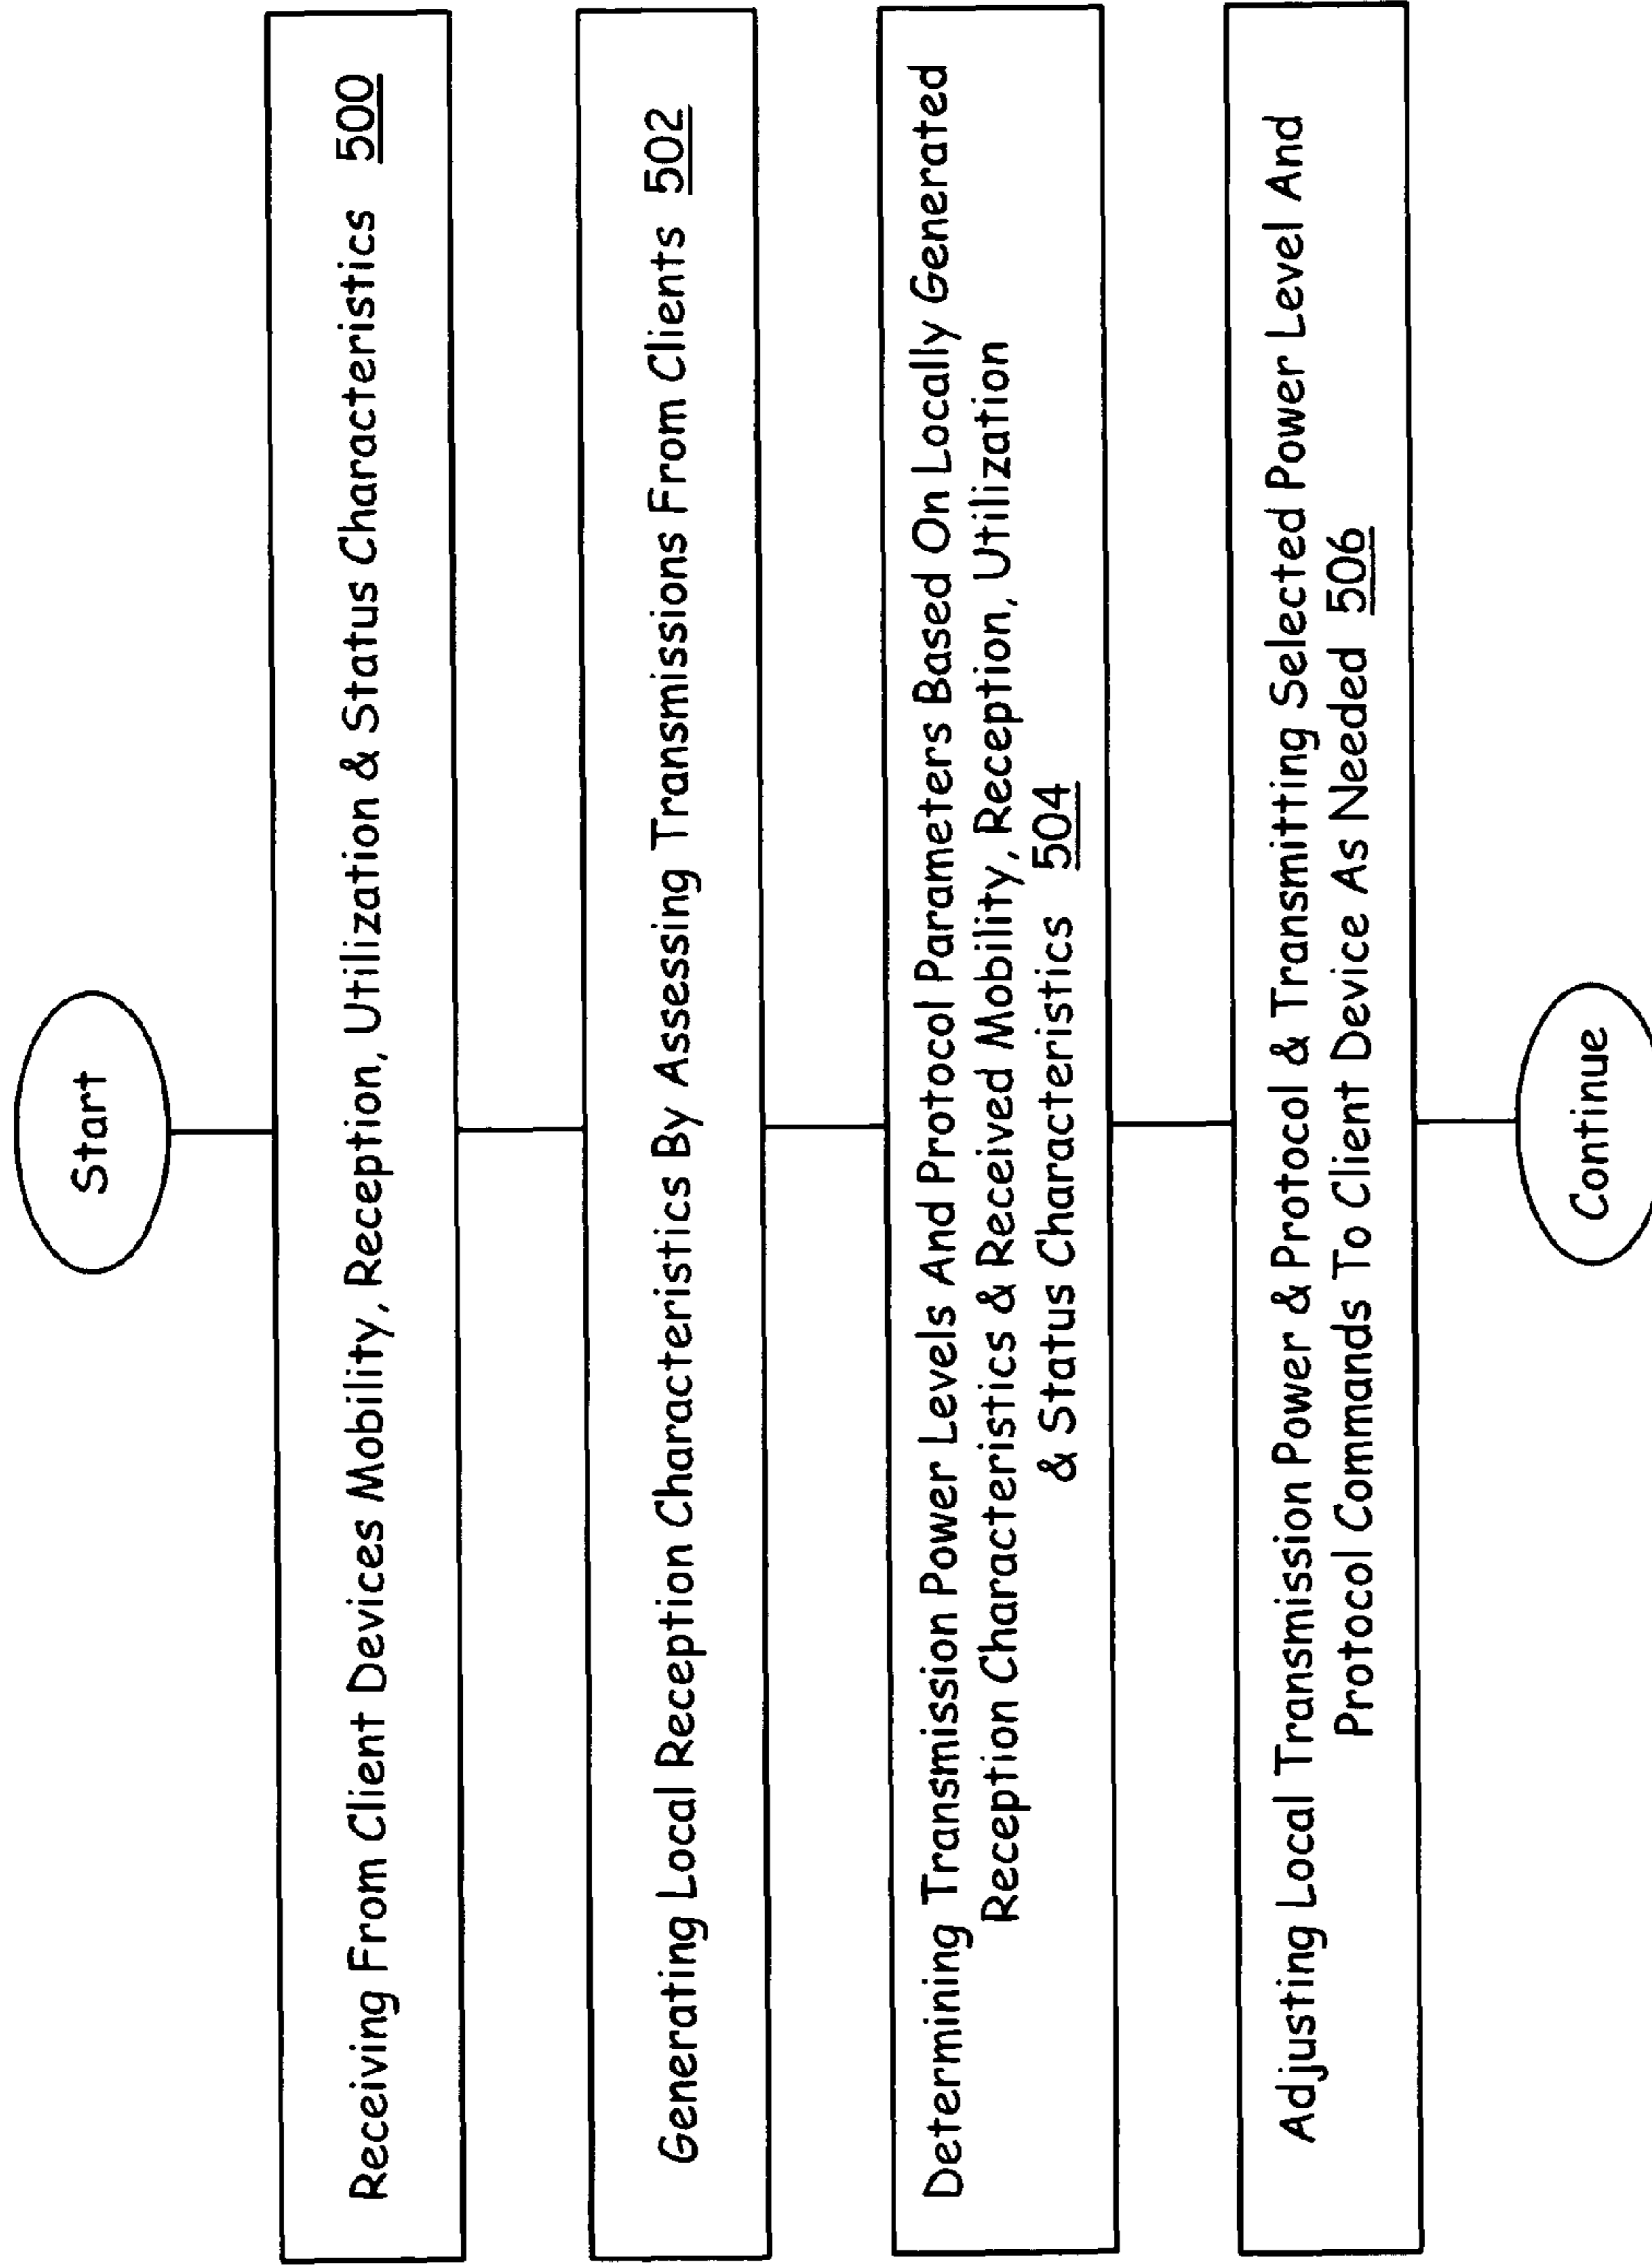 Start
Receiving From Client Devices Mobility, Reception, Utilization & Status Characteristics 500
Generating Local Reception Characteristics By Assessing Transmissions From Clients 502
Determining Transmission Power Levels And Protocol Parameters Based On Locally Generated
Reception Characteristics & Received Mobility, Reception, Utilization
& Status Characteristics 504
Adjusting Local Transmission Power & Protocol & Transmitting Selected Power Level And
Protocol Commands To Client Device As Needed 506
Continue